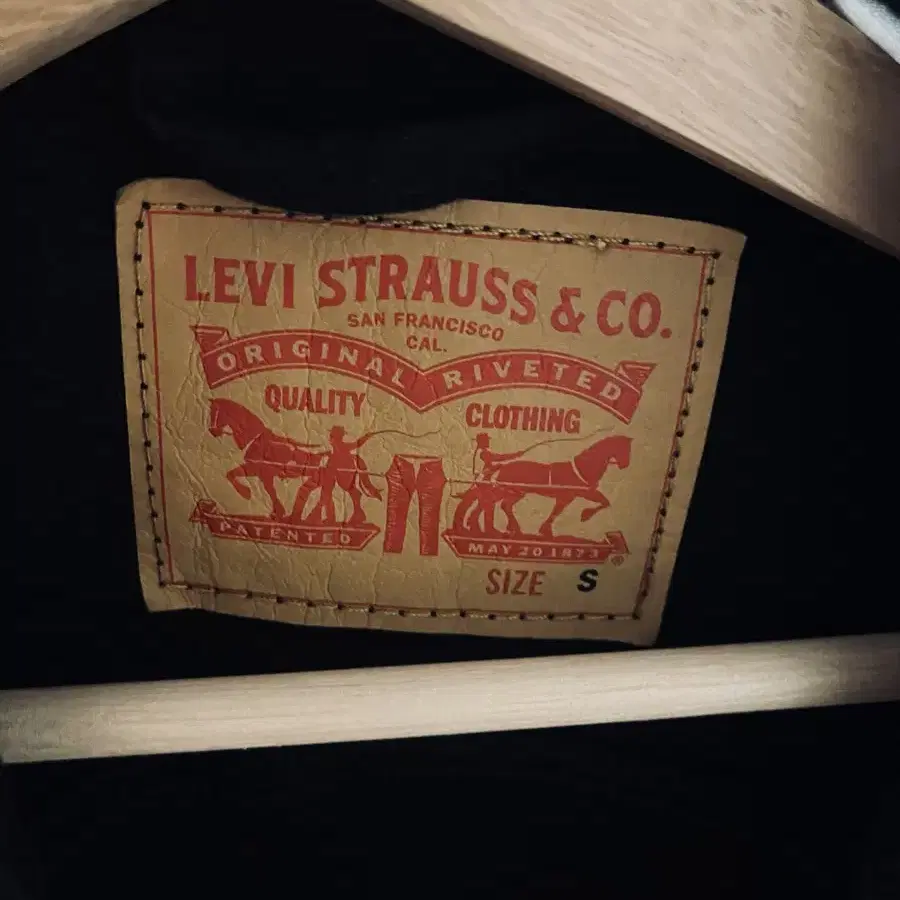 LEVI STRAUSS & CO.
SAN FRANCISCO
CAL.
ORIGINAL RIVETED
QUALITY CLOTHING
PATENTED MAY 20 1873
®
SIZE S